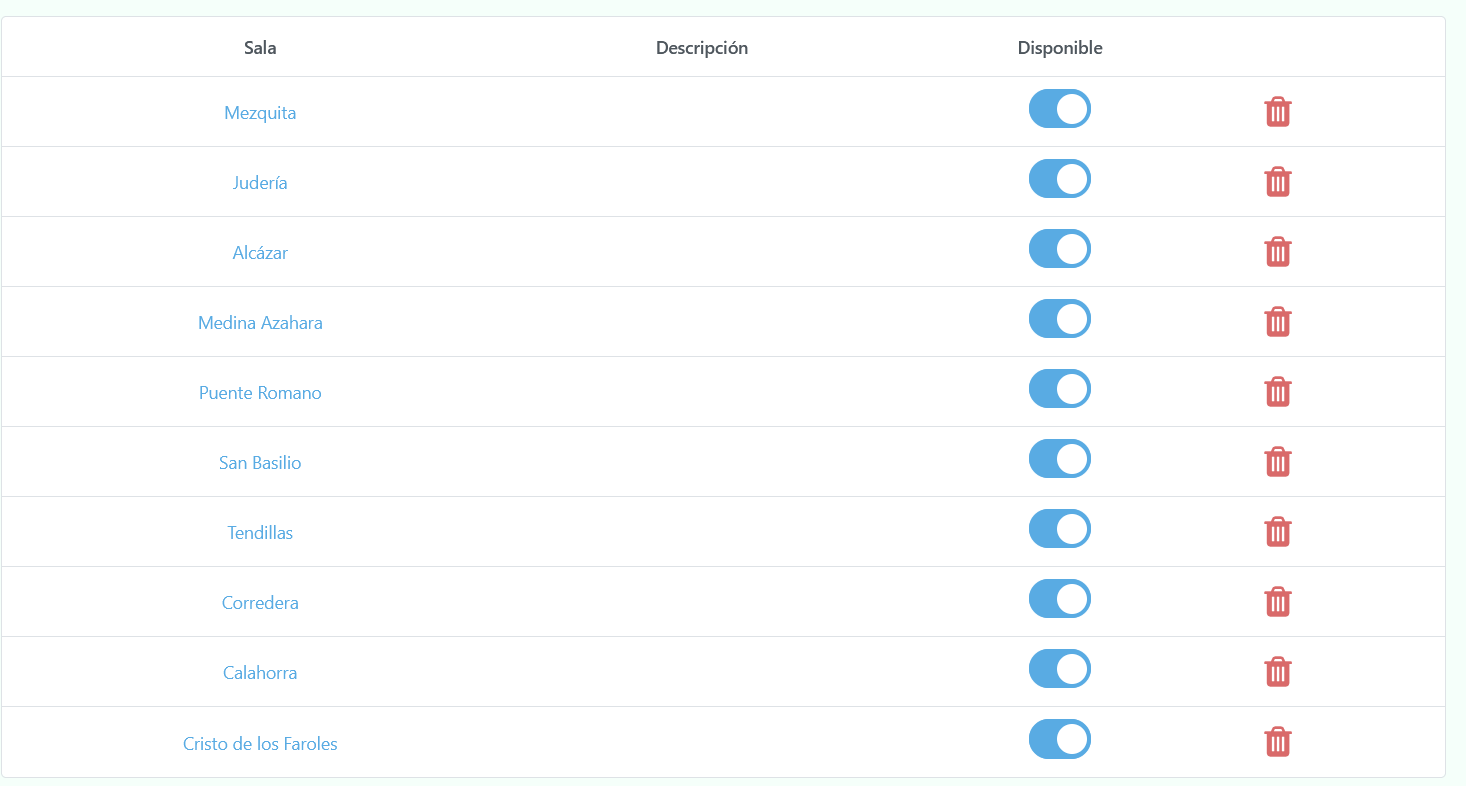 Sala Descripción Disponible
Mezquita
Judería
Alcázar
Medina Azahara
Puente Romano
San Basilio
Tendillas
Corredera
Calahorra
Cristo de los Faroles